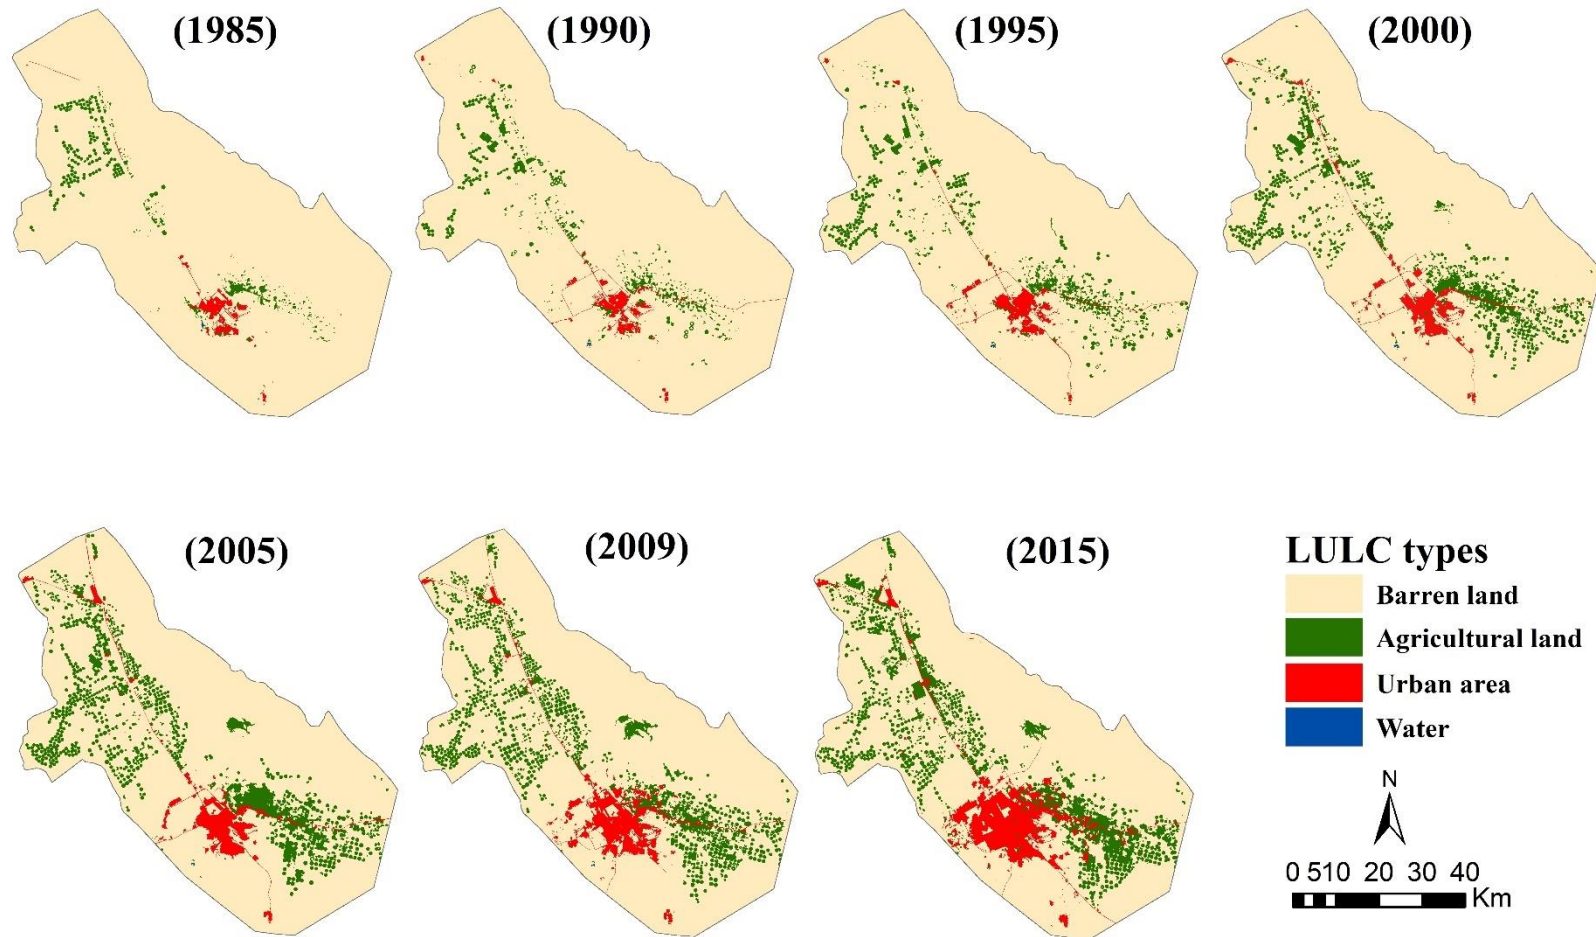 (1985)
(1990)
(1995)
(2000)
(2005)
(2009)
(2015)
LULC types
Barren land
Agricultural land
Urban area
Water
N
0 510 20 30 40
Km